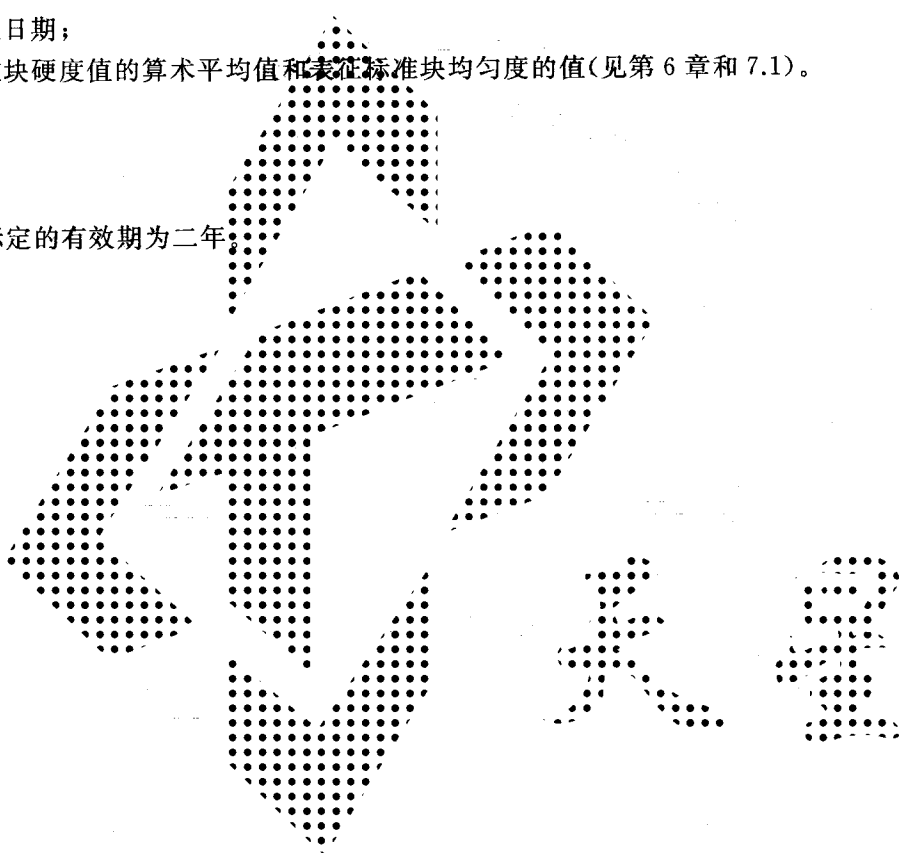 日期;
块硬度值的算术平均值和表征标准块均匀度的值(见第 6 章和 7.1)。
定的有效期为二年。
天 星